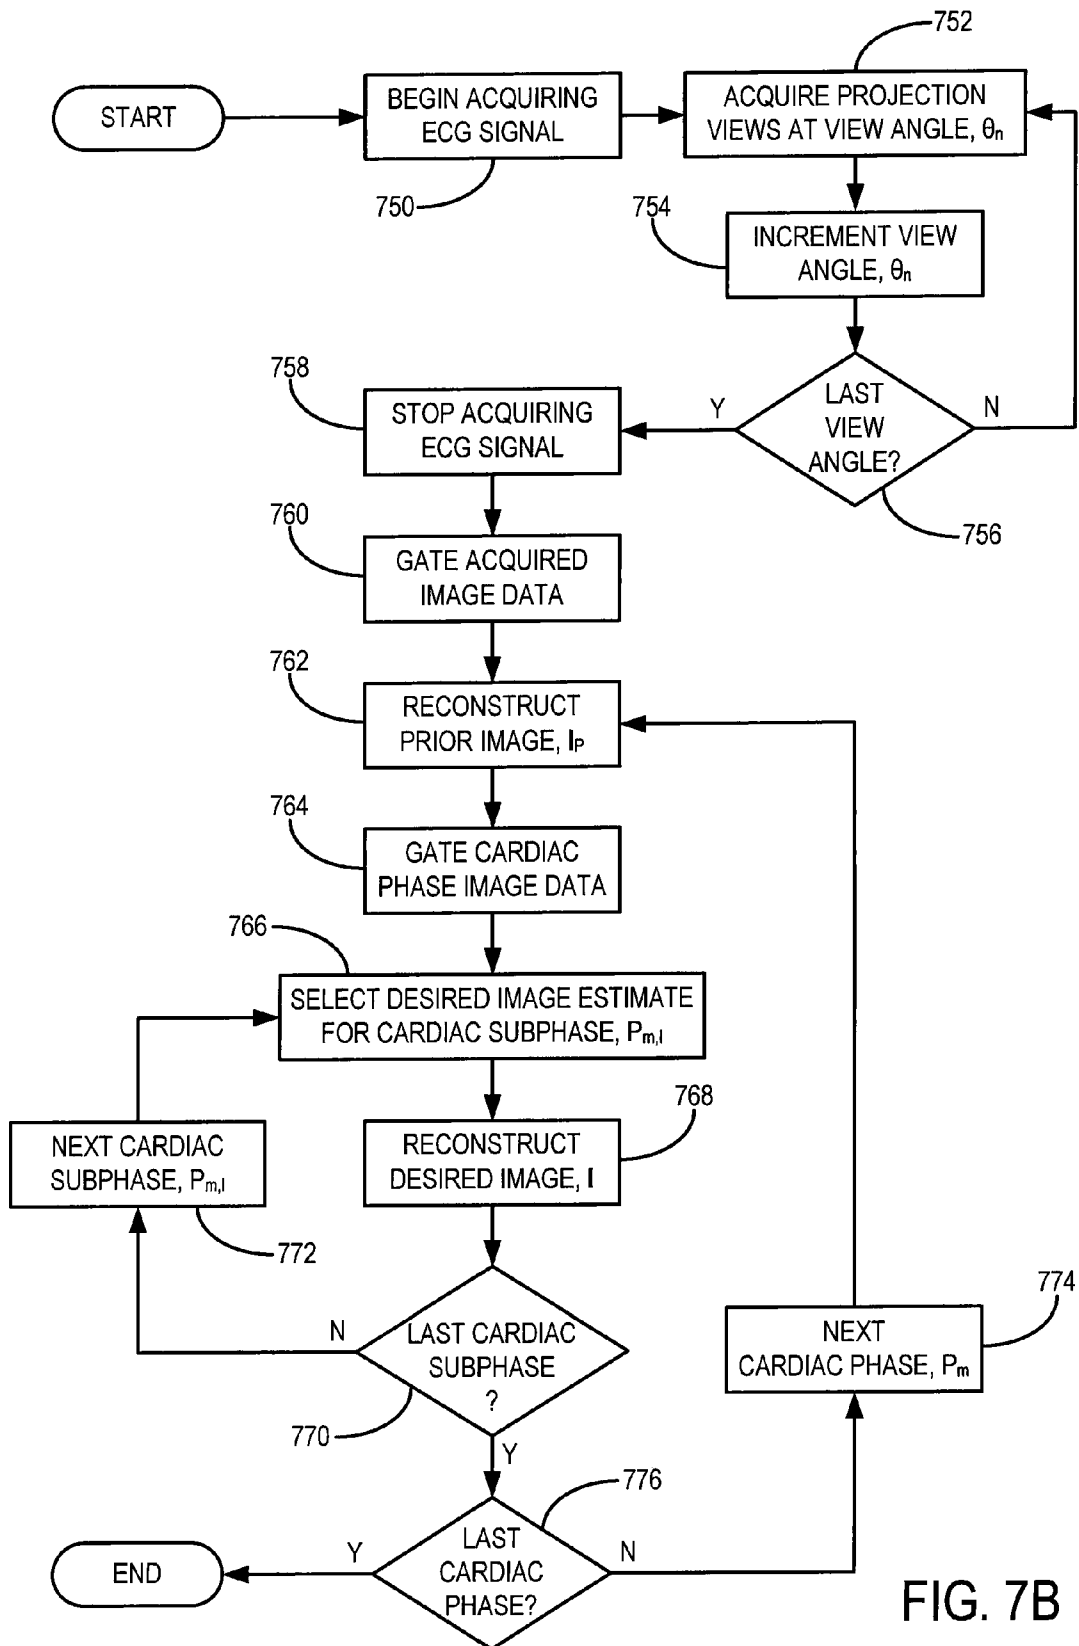 752
START
BEGIN ACQUIRING
ECG SIGNAL
ACQUIRE PROJECTION
VIEWS AT VIEW ANGLE, θn
750
754
INCREMENT VIEW
ANGLE, θn
758
STOP ACQUIRING
ECG SIGNAL
Y
LAST
VIEW
ANGLE?
N
756
760
GATE ACQUIRED
IMAGE DATA
762
RECONSTRUCT
PRIOR IMAGE, IP
764
GATE CARDIAC
PHASE IMAGE DATA
766
SELECT DESIRED IMAGE ESTIMATE
FOR CARDIAC SUBPHASE, Pm,l
768
NEXT CARDIAC
SUBPHASE, Pm,l
RECONSTRUCT
DESIRED IMAGE, I
772
774
N
LAST CARDIAC
SUBPHASE
?
NEXT
CARDIAC PHASE, Pm
770
Y
776
END
Y
LAST
CARDIAC
PHASE?
N
FIG. 7B